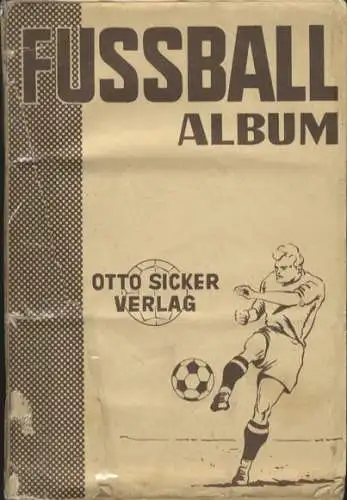 FUSSBALL
ALBUM
OTTO SICKER
VERLAG